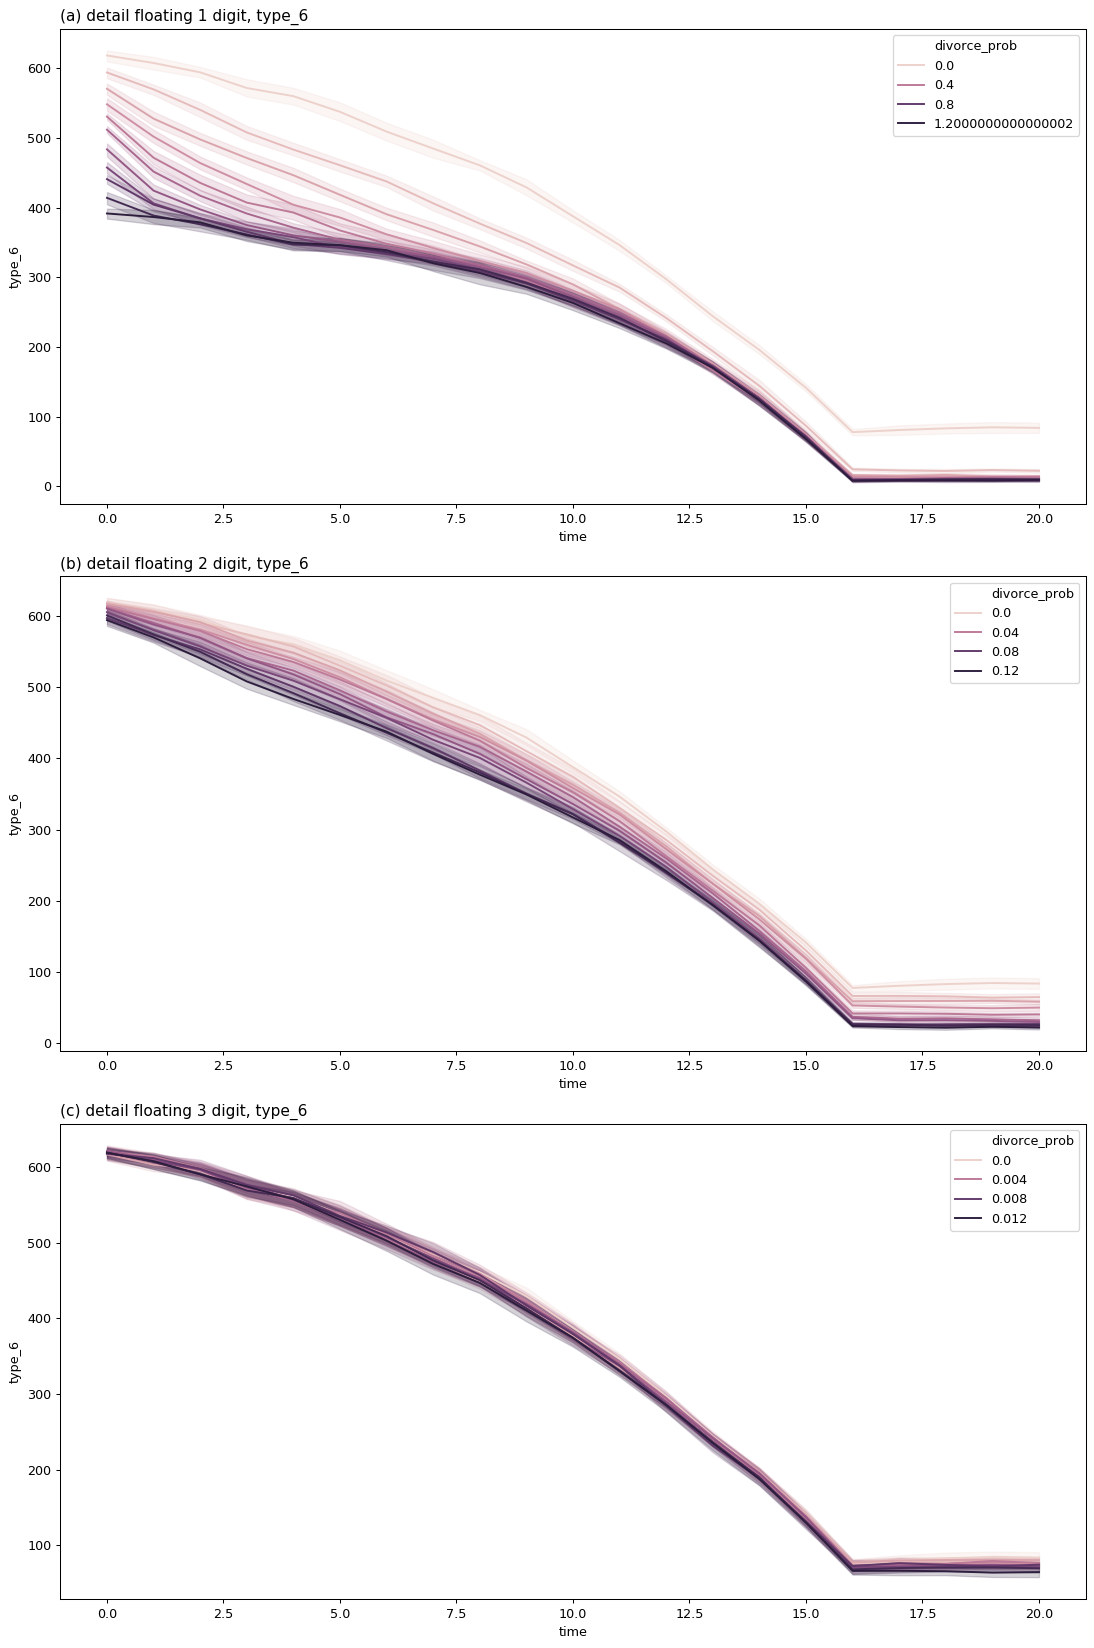 (a) detail floating 1 digit, type_6
divorce_prob
0.0
0.4
0.8
1.2000000000000002
600
500
400
300
200
100
0
type_6
0.0 2.5 5.0 7.5 10.0 12.5 15.0 17.5 20.0
time
(b) detail floating 2 digit, type_6
divorce_prob
0.0
0.04
0.08
0.12
600
500
400
300
200
100
0
type_6
0.0 2.5 5.0 7.5 10.0 12.5 15.0 17.5 20.0
time
(c) detail floating 3 digit, type_6
divorce_prob
0.0
0.004
0.008
0.012
600
500
400
300
200
100
type_6
0.0 2.5 5.0 7.5 10.0 12.5 15.0 17.5 20.0
time